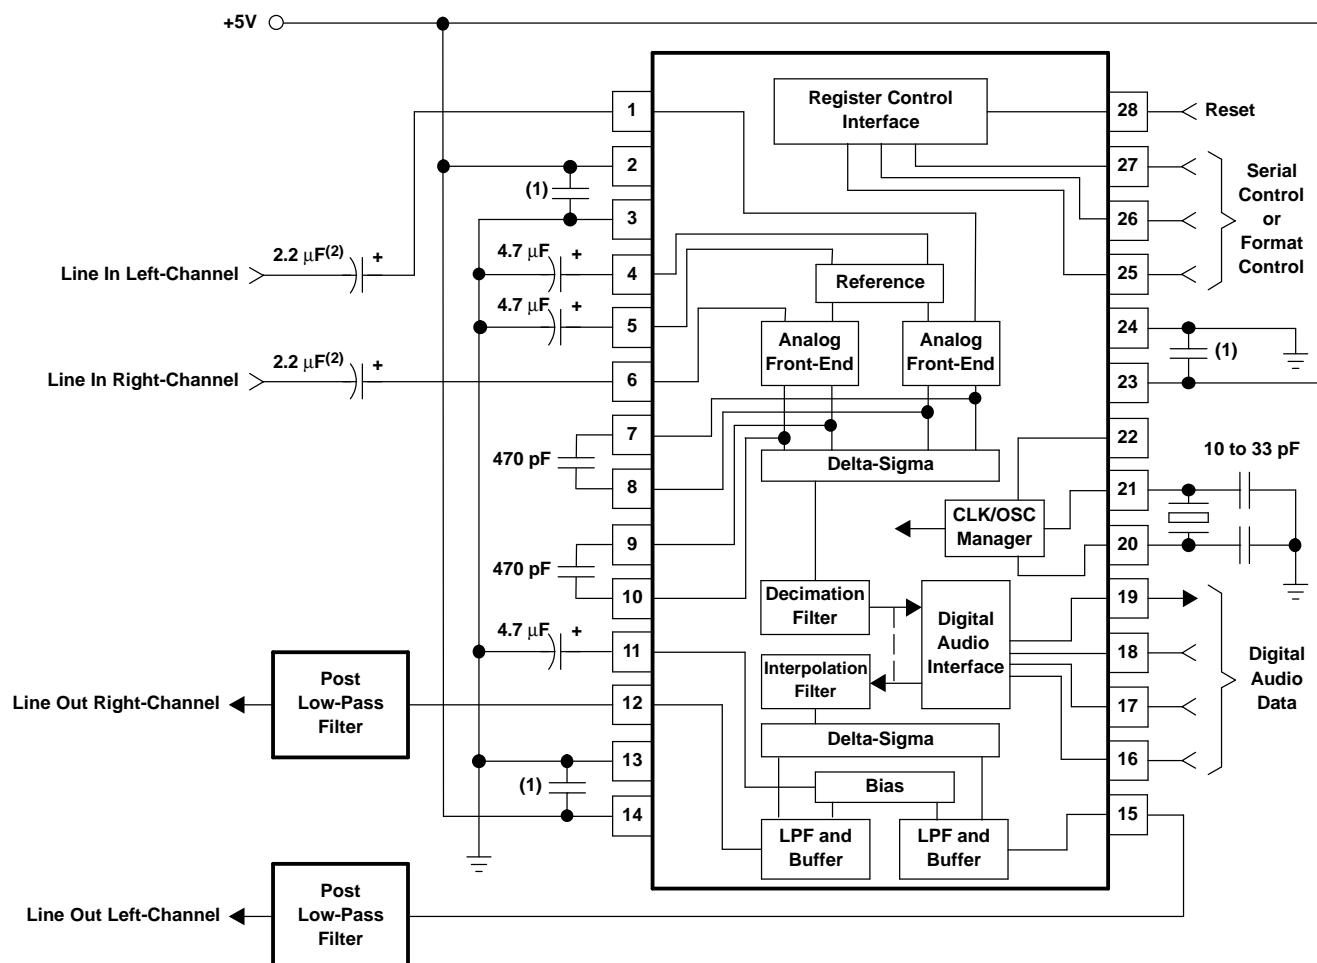 +5V
1
2
3
4
5
6
7
8
9
10
11
12
13
14
28
27
26
25
24
23
22
21
20
19
18
17
16
15
(1)
Line In Left-Channel
2.2 μF(2)
+
4.7 μF
+
4.7 μF
+
Line In Right-Channel
2.2 μF(2)
+
470 pF
470 pF
4.7 μF
+
Post
Low-Pass
Filter
Line Out Right-Channel
(1)
Post
Low-Pass
Filter
Line Out Left-Channel
Register Control
Interface
Reference
Analog
Front-End
Analog
Front-End
Delta-Sigma
CLK/OSC
Manager
Decimation
Filter
Digital
Audio
Interface
Interpolation
Filter
Delta-Sigma
Bias
LPF and
Buffer
LPF and
Buffer
Reset
Serial
Control
or
Format
Control
(1)
10 to 33 pF
Digital
Audio
Data